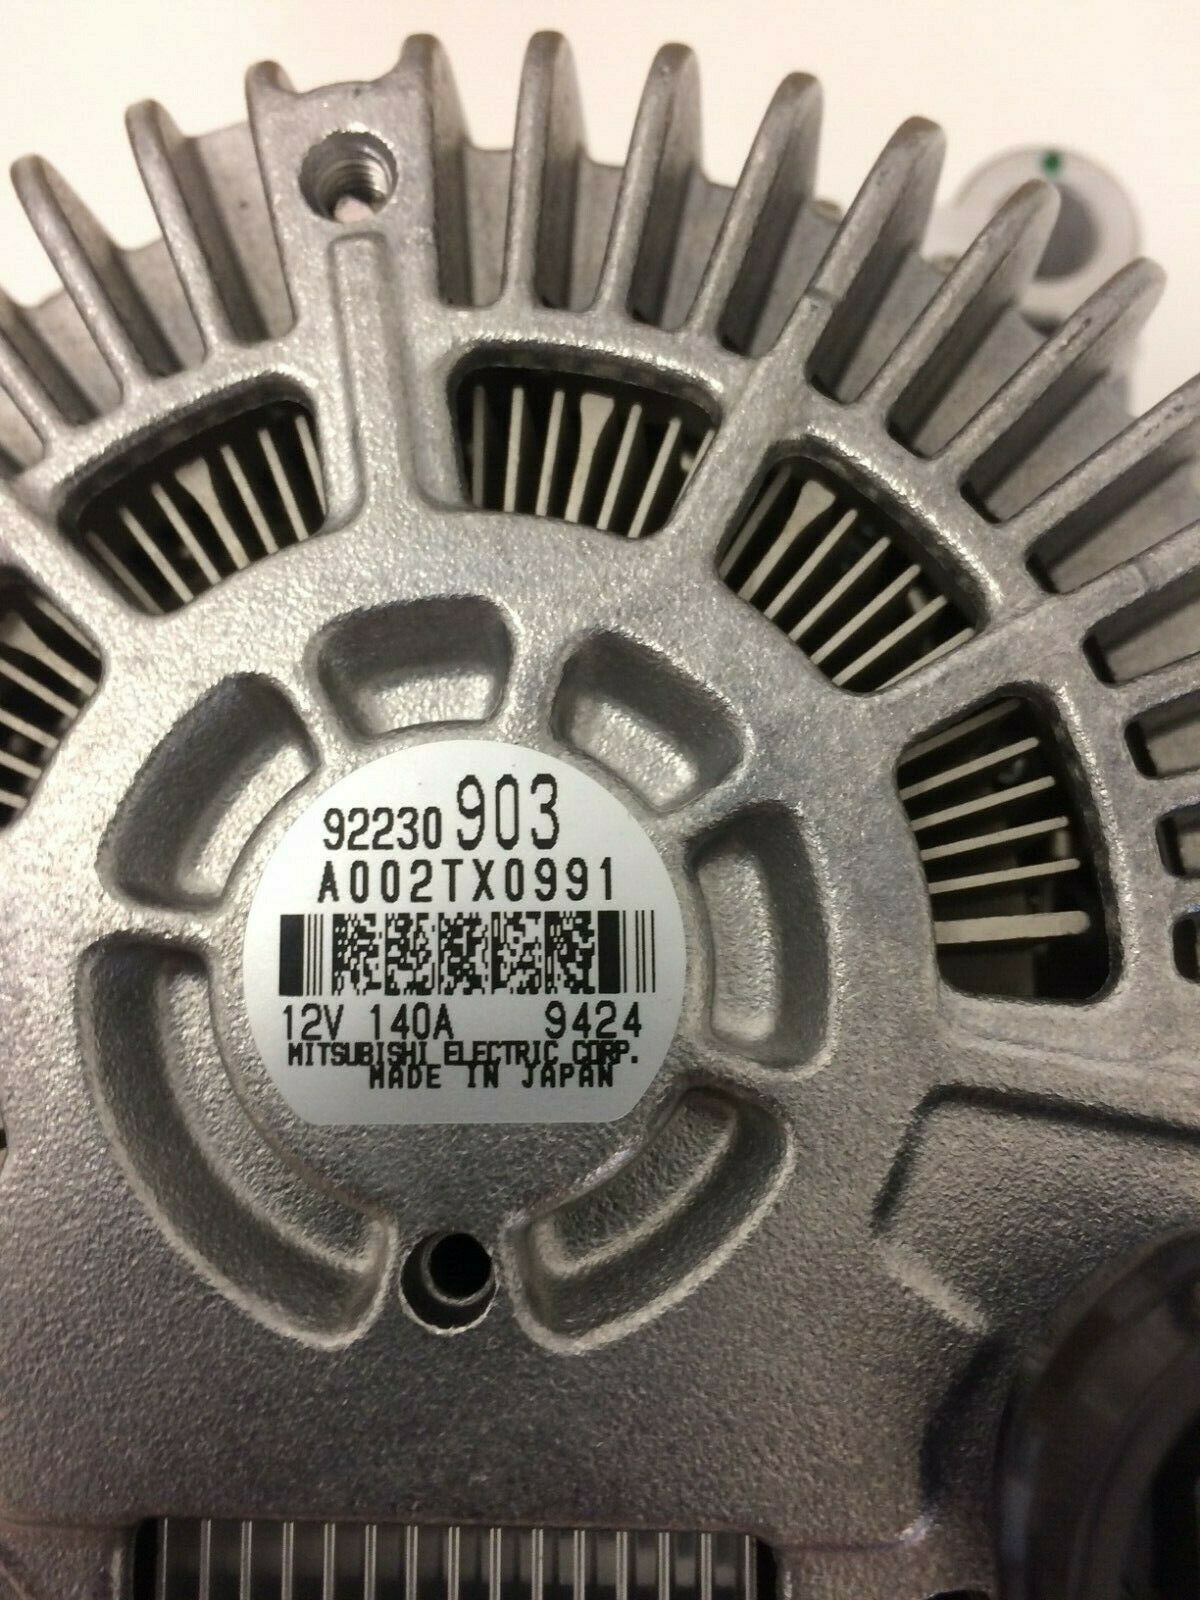 92230 903
A002TX0991
12V 140A 9424
MITSUBISHI ELECTRIC CORP.
MADE IN JAPAN